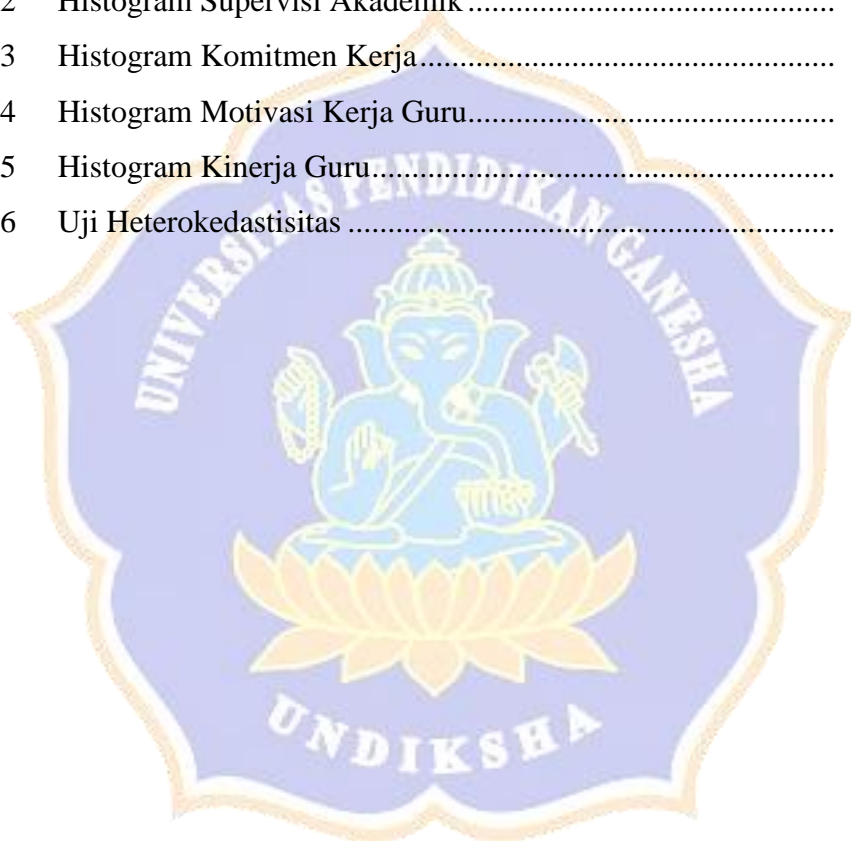 2 Histogram Supervisi Akademik..........................................
3 Histogram Komitmen Kerja................................................
4 Histogram Motivasi Kerja Guru..........................................
5 Histogram Kinerja Guru.....................................................
6 Uji Heterokedastisitas ........................................................
UNIVERSITAS PENDIDIKAN GANESHA
UNDIKSHA